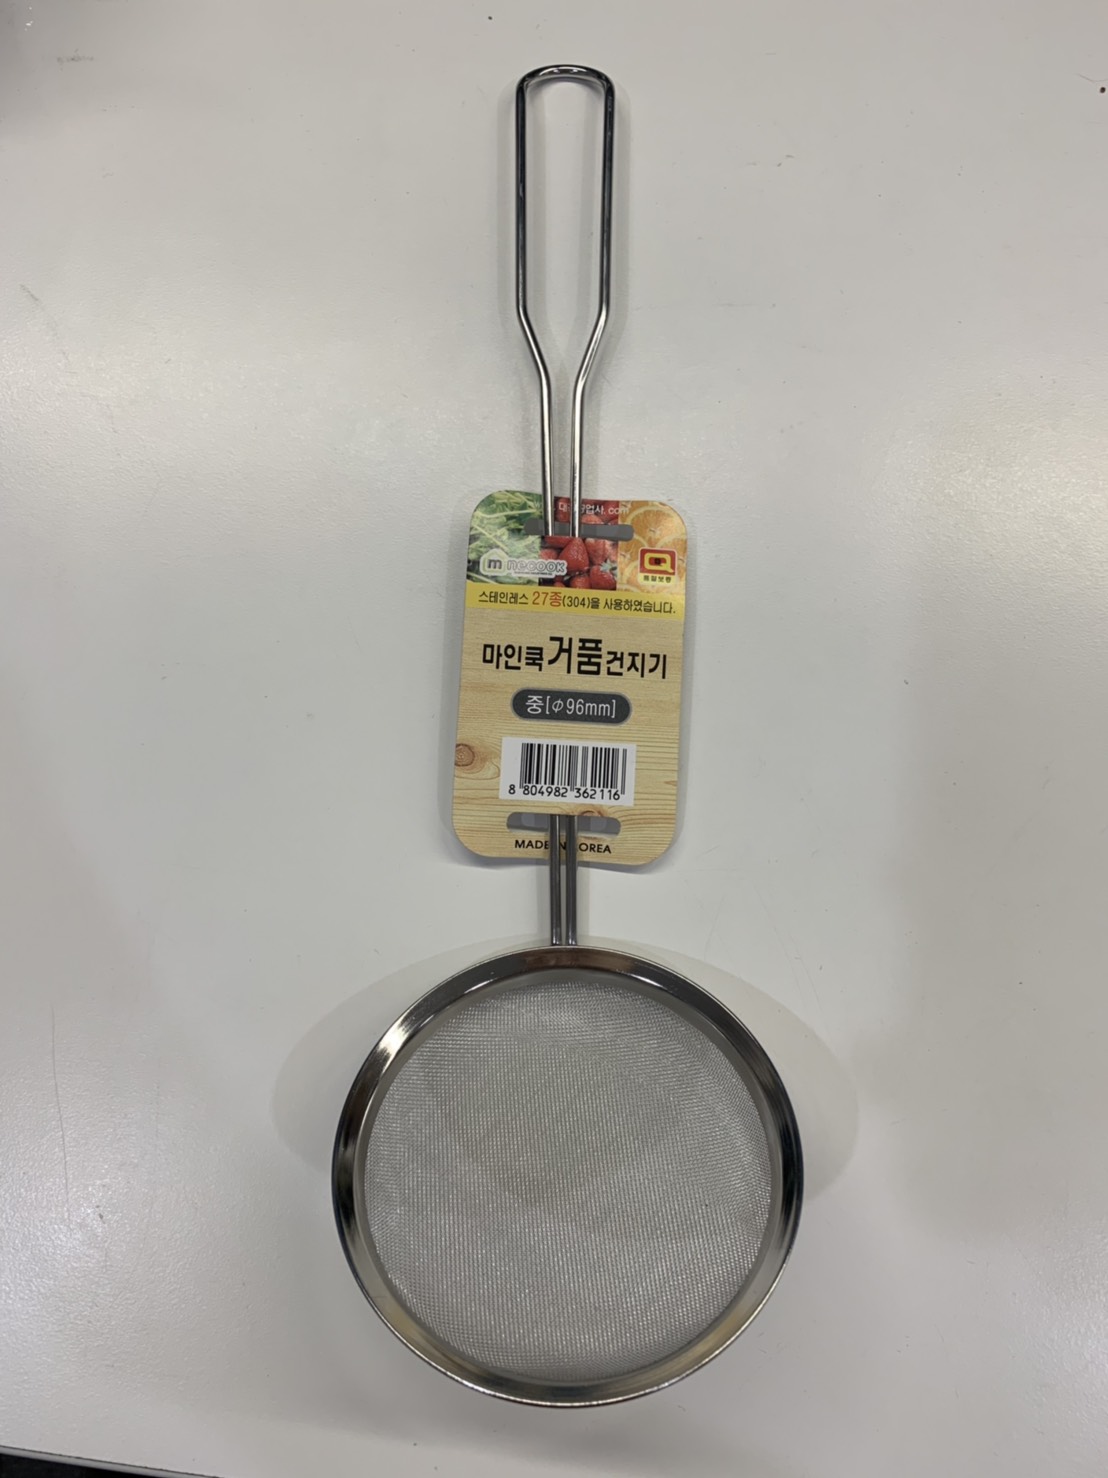 necook
스테인레스 27종(304)을 사용하였습니다.
마인쿡거품건지기
중[ϕ96mm]
8 804982 362116
MADE IN KOREA